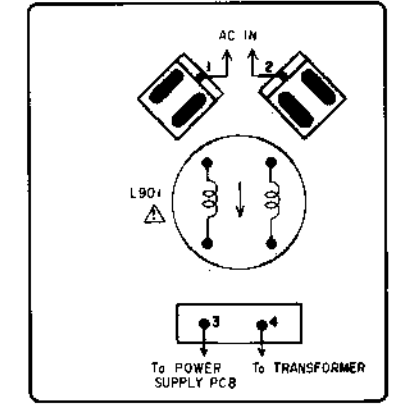 AC IN
1 2
L901
3 4
To POWER To TRANSFORMER
SUPPLY PCB